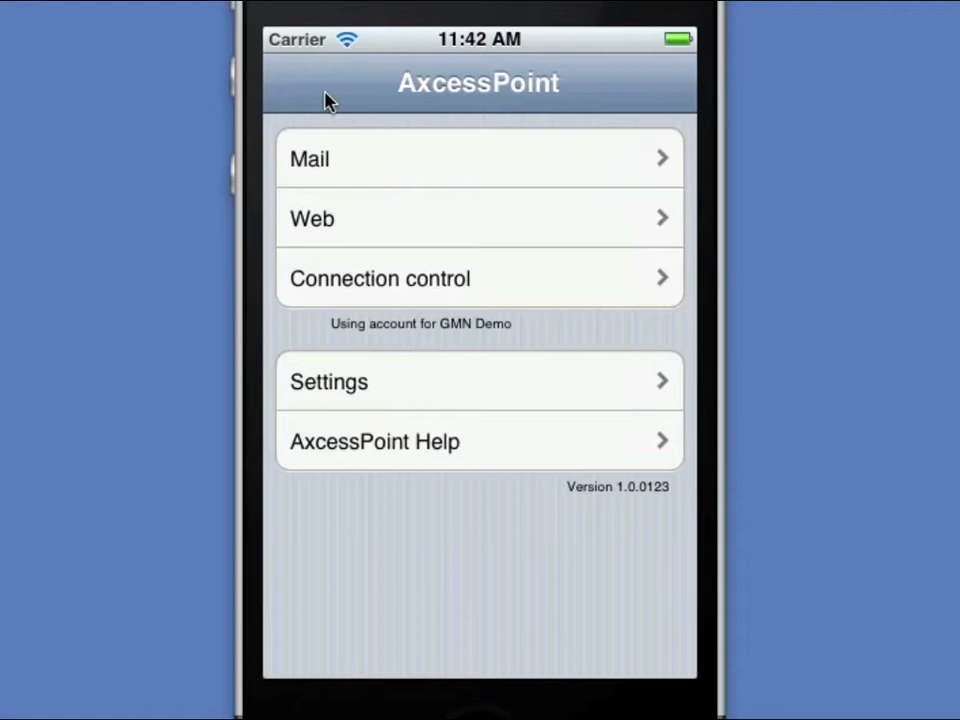 Carrier 11:42 AM
AxcessPoint
Mail
Web
Connection control
Using account for GMN Demo
Settings
AxcessPoint Help
Version 1.0.0123